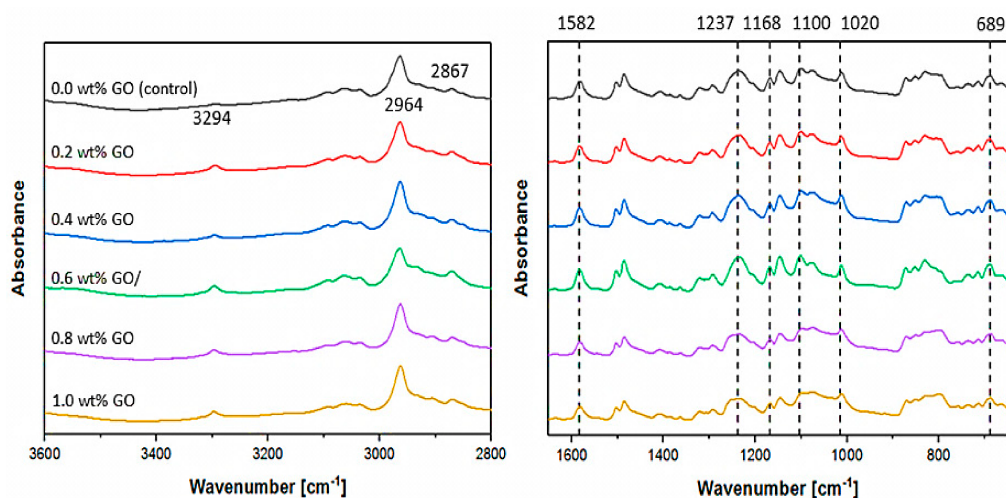 0.0 wt% GO (control)
2867
3294
2964
0.2 wt% GO
0.4 wt% GO
0.6 wt% GO/
0.8 wt% GO
1.0 wt% GO
Absorbance
3600 3400 3200 3000 2800
Wavenumber [cm⁻¹]
1582 1237 1168 1100 1020 689
Absorbance
1600 1400 1200 1000 800
Wavenumber [cm⁻¹]